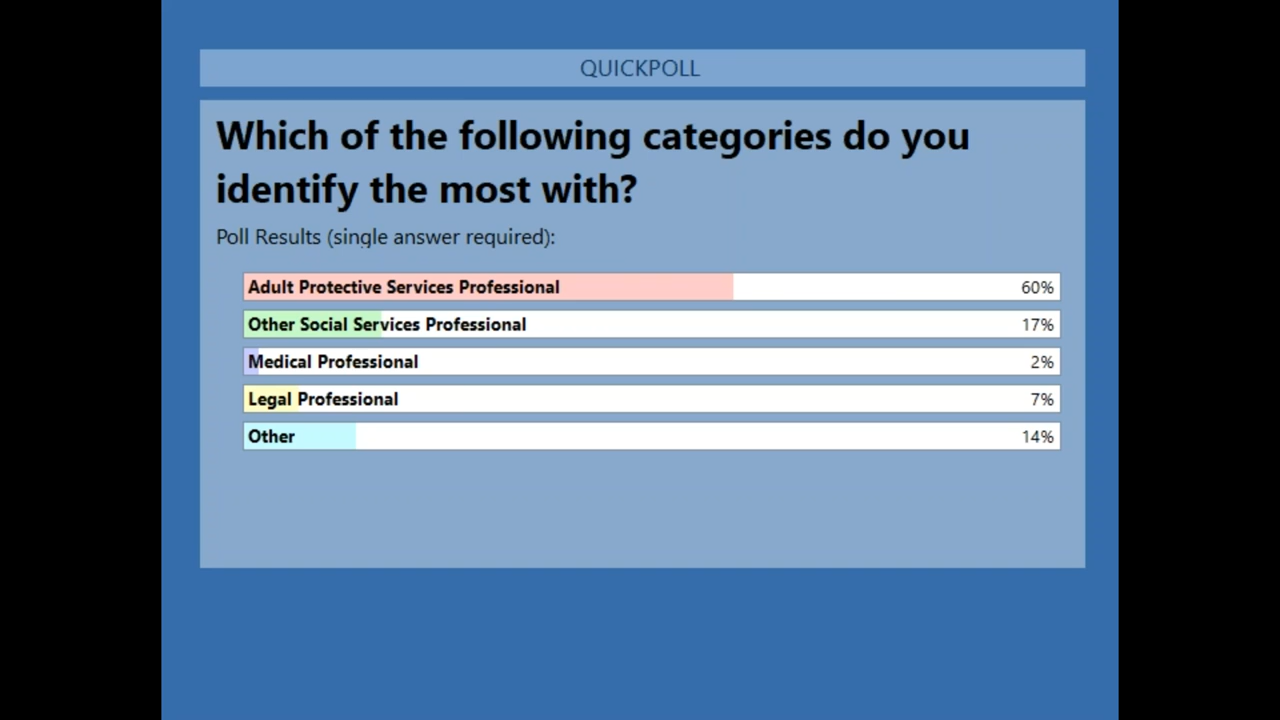 QUICKPOLL
Which of the following categories do you
identify the most with?
Poll Results (single answer required):
Adult Protective Services Professional 60%
Other Social Services Professional 17%
Medical Professional 2%
Legal Professional 7%
Other 14%